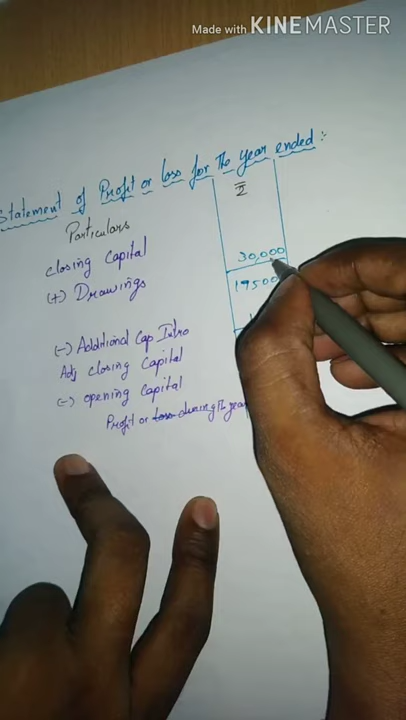 Made with KINEMASTER
Statement of Profit or loss for The year ended :-
Particulars
closing Capital
(+) Drawings 30,000
(-) Additional Cap Intro
Adj closing Capital
(-) opening Capital
Profit or loss during The year